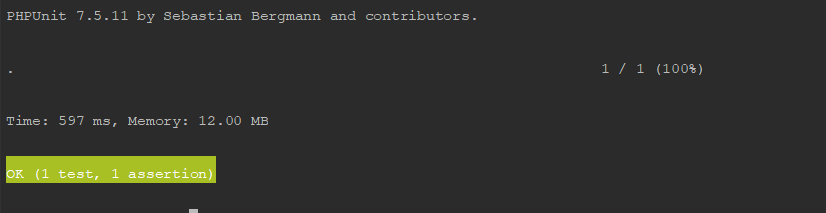 PHPUnit 7.5.11 by Sebastian Bergmann and contributors.
. 1 / 1 (100%)
Time: 597 ms, Memory: 12.00 MB
OK (1 test, 1 assertion)